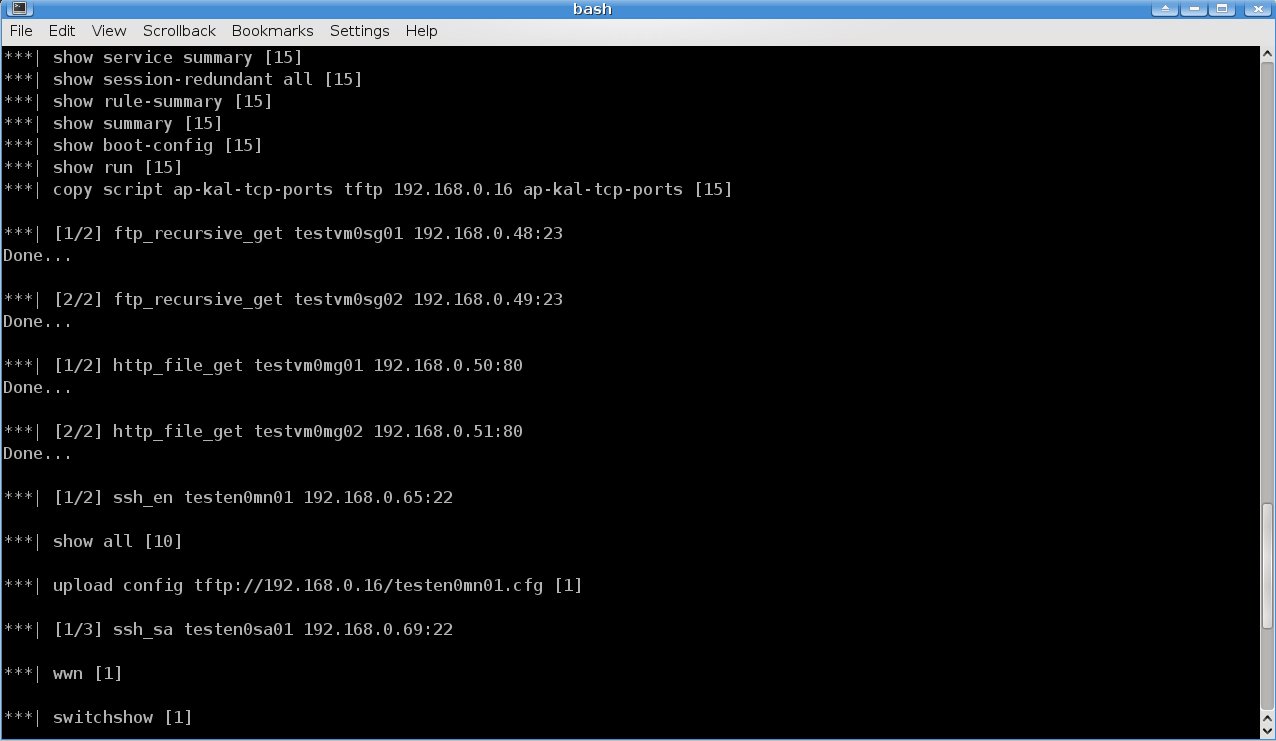 bash
File Edit View Scrollback Bookmarks Settings Help
***| show service summary [15]
***| show session-redundant all [15]
***| show rule-summary [15]
***| show summary [15]
***| show boot-config [15]
***| show run [15]
***| copy script ap-kal-tcp-ports tftp 192.168.0.16 ap-kal-tcp-ports [15]
***| [1/2] ftp_recursive_get testvm0sg01 192.168.0.48:23
Done...
***| [2/2] ftp_recursive_get testvm0sg02 192.168.0.49:23
Done...
***| [1/2] http_file_get testvm0mg01 192.168.0.50:80
Done...
***| [2/2] http_file_get testvm0mg02 192.168.0.51:80
Done...
***| [1/2] ssh_en testen0mn01 192.168.0.65:22
***| show all [10]
***| upload config tftp://192.168.0.16/testen0mn01.cfg [1]
***| [1/3] ssh_sa testen0sa01 192.168.0.69:22
***| wwn [1]
***| switchshow [1]